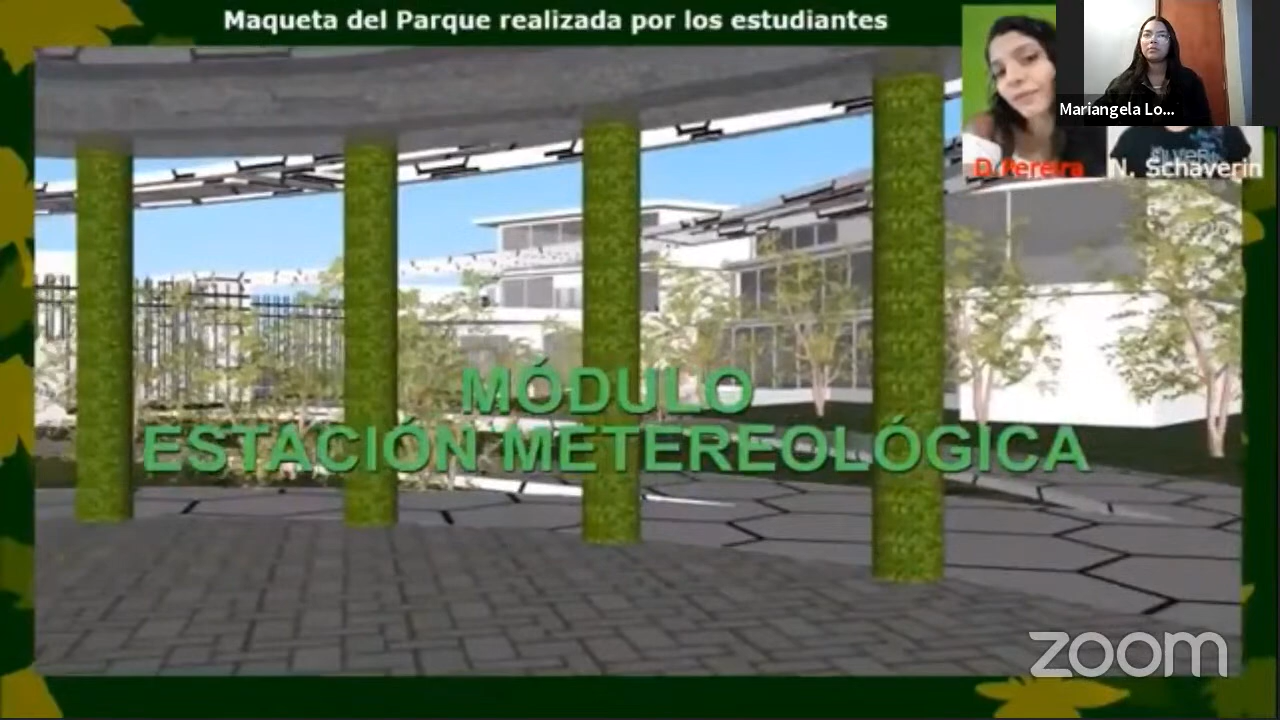 Maqueta del Parque realizada por los estudiantes
Mariangela Lo...
D. Pereira
N. Schaverin
MÓDULO
ESTACIÓN METEREOLÓGICA
zoom